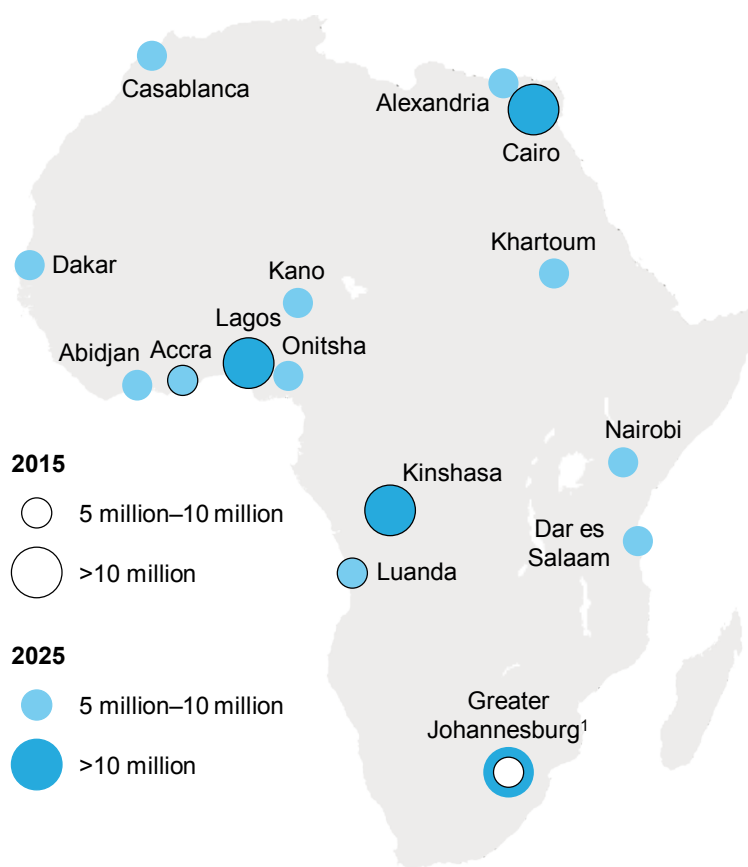 Casablanca
Alexandria
Cairo
Dakar
Khartoum
Kano
Lagos
Abidjan
Accra
Onitsha
Nairobi
2015
Kinshasa
5 million–10 million
Dar es
Salaam
>10 million
Luanda
2025
5 million–10 million
Greater
Johannesburg¹
>10 million